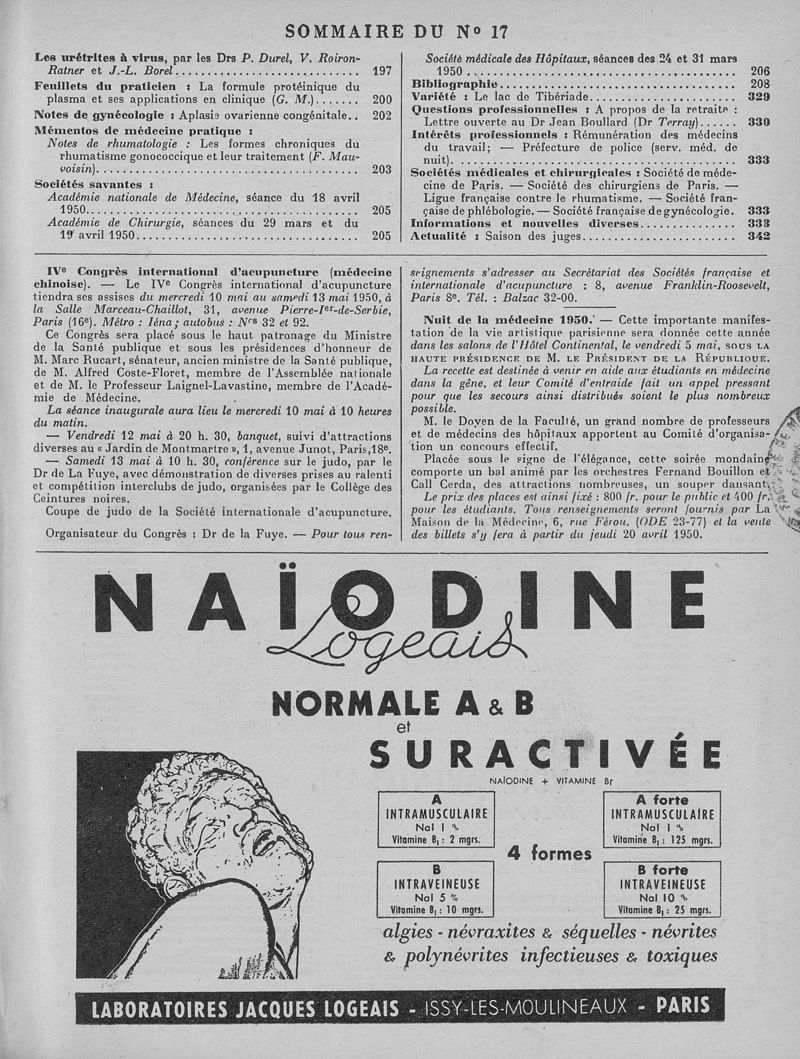 SOMMAIRE DU Nº 17
Les urétrites à virus, par les Drs P. Durel, V. Roiron-
Ratner et J.-L. Borel........................... 197
Feuillets du praticien : La formule protéinique du
plasma et ses applications en clinique (G. M.)....... 200
Notes de gynécologie : Aplasie ovarienne congénitale.. 202
Mémentos de médecine pratique :
Notes de rhumatologie : Les formes chroniques du
rhumatisme gonococcique et leur traitement (F. Mau-
voisin)......................................... 203
Sociétés savantes :
Académie nationale de Médecine, séance du 18 avril
1950........................................... 205
Académie de Chirurgie, séances du 29 mars et du
19 avril 1950.................................. 205
Société médicale des Hôpitaux, séances des 24 et 31 mars
1950 .......................................... 206
Bibliographie..................................... 208
Variété : Le lac de Tibériade....................... 329
Questions professionnelles : A propos de la retraite :
Lettre ouverte au Dr Jean Boullard (Dr Terray)...... 330
Intérêts professionnels : Rémunération des médecins
du travail; — Préfecture de police (serv. méd. de
nuit)........................................... 333
Sociétés médicales et chirurgicales : Société de méde-
cine de Paris. — Société des chirurgiens de Paris. —
Ligue française contre le rhumatisme. — Société fran-
çaise de phlébologie. — Société française de gynécologie. 333
Informations et nouvelles diverses............... 333
Actualité : Saison des juges....................... 342
IVe Congrès international d'acupuncture (médecine
chinoise). — Le IVe Congrès international d'acupuncture
tiendra ses assises du mercredi 10 mai au samedi 13 mai 1950, à
la Salle Marceau-Chaillot, 31, avenue Pierre-Ier-de-Serbie,
Paris (16e). Métro : Iéna; autobus : Nos 32 et 92.
Ce Congrès sera placé sous le haut patronage du Ministre
de la Santé publique et sous les présidences d'honneur de
M. Marc Rucart, sénateur, ancien ministre de la Santé publique,
de M. Alfred Coste-Floret, membre de l'Assemblée nationale
et de M. le Professeur Laignel-Lavastine, membre de l'Acadé-
mie de Médecine.
La séance inaugurale aura lieu le mercredi 10 mai à 10 heures
du matin.
— Vendredi 12 mai à 20 h. 30, banquet, suivi d'attractions
diverses au « Jardin de Montmartre », 1, avenue Junot, Paris, 18e.
— Samedi 13 mai à 10 h. 30, conférence sur le judo, par le
Dr de La Fuye, avec démonstration de diverses prises au ralenti
et compétition interclubs de judo, organisées par le Collège des
Ceintures noires.
Coupe de judo de la Société internationale d'acupuncture.
Organisateur du Congrès : Dr de la Fuye. — Pour tous ren-
seignements s'adresser au Secrétariat des Sociétés française et
internationale d'acupuncture : 8, avenue Franklin-Roosevelt,
Paris 8e. Tél. : Balzac 32-00.
Nuit de la médecine 1950. — Cette importante manifes-
tation de la vie artistique parisienne sera donnée cette année
dans les salons de l'Hôtel Continental, le vendredi 5 mai, SOUS LA
HAUTE PRÉSIDENCE DE M. LE PRÉSIDENT DE LA RÉPUBLIQUE.
La recette est destinée à venir en aide aux étudiants en médecine
dans la gêne, et leur Comité d'entraide fait un appel pressant
pour que les secours ainsi distribués soient le plus nombreux
possible.
M. le Doyen de la Faculté, un grand nombre de professeurs
et de médecins des hôpitaux apportent au Comité d'organisa-
tion un concours effectif.
Placée sous le signe de l'élégance, cette soirée mondaine
comporte un bal animé par les orchestres Fernand Bouillon et
Call Cerda, des attractions nombreuses, un souper dansant.
Le prix des places est ainsi fixé : 800 fr. pour le public et 400 fr.
pour les étudiants. Tous renseignements seront fournis par La
Maison de la Médecine, 6, rue Férou. (ODE 23-77) et la vente
des billets s'y fera à partir du jeudi 20 avril 1950.
NAÏODINE
Logeais
NORMALE A & B
et
SURACTIVÉE
NAÏODINE + VITAMINE B1
A
INTRAMUSCULAIRE
NaI 1 %
Vitamine B1 : 2 mgrs.
A forte
INTRAMUSCULAIRE
NaI 1 %
Vitamine B1 : 125 mgrs.
4 formes
B
INTRAVEINEUSE
NaI 5 %
Vitamine B1 : 10 mgrs.
B forte
INTRAVEINEUSE
NaI 10 %
Vitamine B1 : 25 mgrs.
algies - névraxites & séquelles - névrites
& polynévrites infectieuses & toxiques
LABORATOIRES JACQUES LOGEAIS - ISSY-LES-MOULINEAUX - PARIS